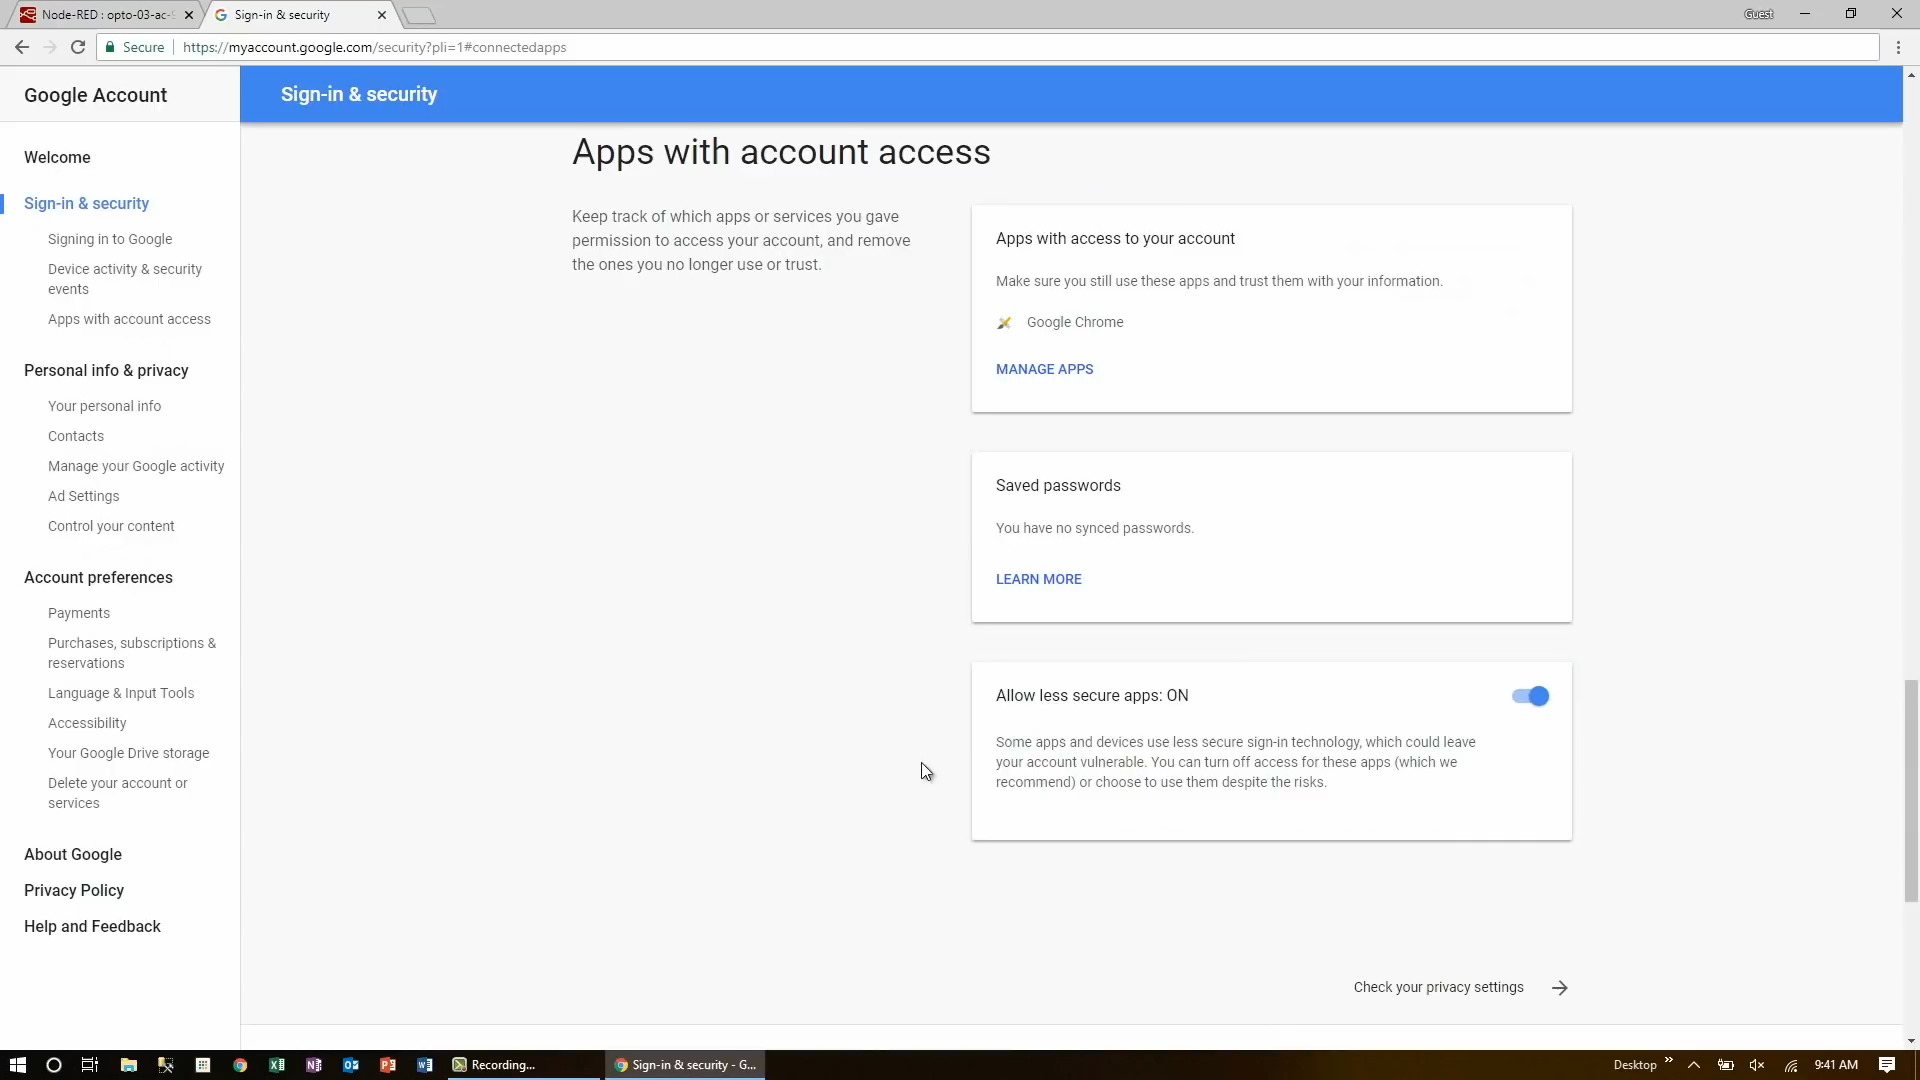 Node-RED : opto-03-ac-
Sign-in & security
Guest
Secure
https://myaccount.google.com/security?pli=1#connectedapps
Google Account
Sign-in & security
Welcome
Sign-in & security
Signing in to Google
Device activity & security
events
Apps with account access
Personal info & privacy
Your personal info
Contacts
Manage your Google activity
Ad Settings
Control your content
Account preferences
Payments
Purchases, subscriptions &
reservations
Language & Input Tools
Accessibility
Your Google Drive storage
Delete your account or
services
About Google
Privacy Policy
Help and Feedback
Apps with account access
Keep track of which apps or services you gave
permission to access your account, and remove
the ones you no longer use or trust.
Apps with access to your account
Make sure you still use these apps and trust them with your information.
Google Chrome
MANAGE APPS
Saved passwords
You have no synced passwords.
LEARN MORE
Allow less secure apps: ON
Some apps and devices use less secure sign-in technology, which could leave
your account vulnerable. You can turn off access for these apps (which we
recommend) or choose to use them despite the risks.
Check your privacy settings
Recording...
Sign-in & security - G...
Desktop
9:41 AM